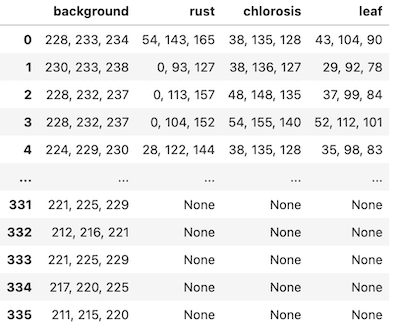 background rust chlorosis leaf
0 228, 233, 234 54, 143, 165 38, 135, 128 43, 104, 90
1 230, 233, 238 0, 93, 127 38, 136, 127 29, 92, 78
2 228, 232, 237 0, 113, 157 48, 148, 135 37, 99, 84
3 228, 232, 237 0, 104, 152 54, 155, 140 52, 112, 101
4 224, 229, 230 28, 122, 144 38, 135, 128 35, 98, 83
... ... ... ... ...
331 221, 225, 229 None None None
332 212, 216, 221 None None None
333 221, 225, 229 None None None
334 217, 220, 225 None None None
335 211, 215, 220 None None None